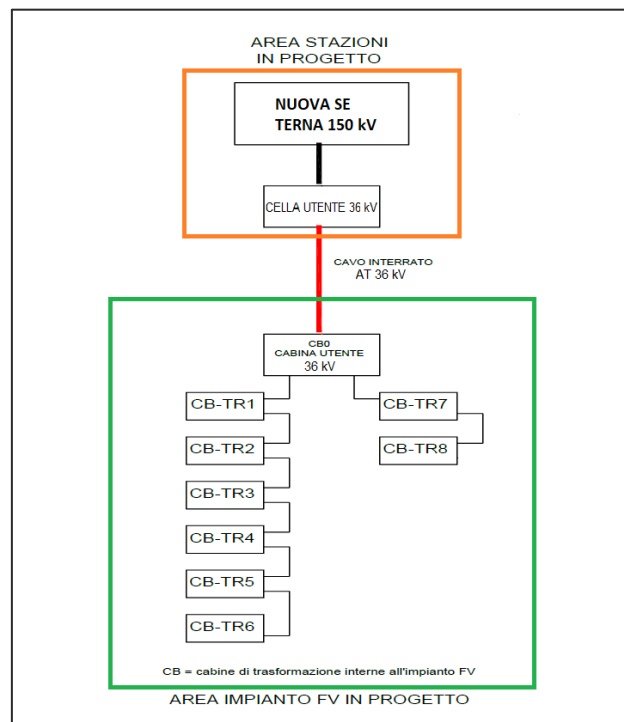 AREA STAZIONI
IN PROGETTO
NUOVA SE
TERNA 150 kV
CELLA UTENTE 36 kV
CAVO INTERRATO
AT 36 kV
CB0
CABINA UTENTE
36 kV
CB-TR1
CB-TR7
CB-TR2
CB-TR8
CB-TR3
CB-TR4
CB-TR5
CB-TR6
CB = cabine di trasformazione interne all'impianto FV
AREA IMPIANTO FV IN PROGETTO